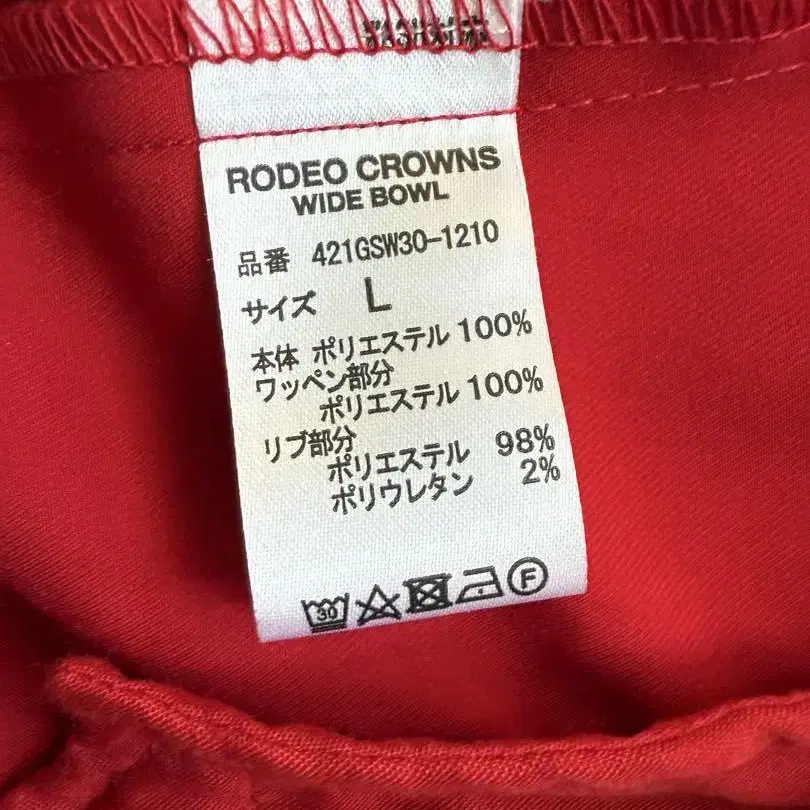 RODEO CROWNS
WIDE BOWL
品番 421GSW30-1210
サイズ L
本体 ポリエステル 100%
ワッペン部分
ポリエステル 100%
リブ部分
ポリエステル 98%
ポリウレタン 2%
30 F